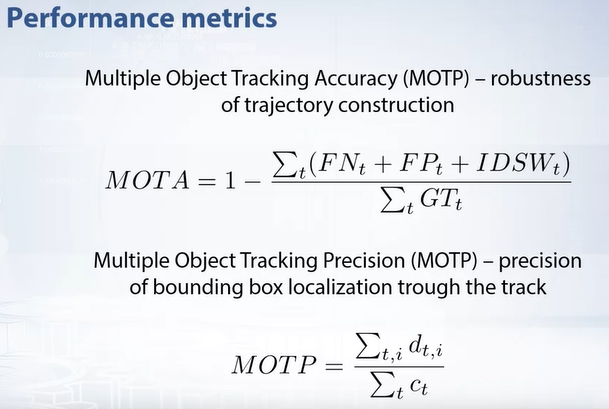 Performance metrics
Multiple Object Tracking Accuracy (MOTP) – robustness
of trajectory construction
MOTA = 1 - \frac{\sum_t (FN_t + FP_t + IDSW_t)}{\sum_t GT_t}
Multiple Object Tracking Precision (MOTP) – precision
of bounding box localization trough the track
MOTP = \frac{\sum_{t,i} d_{t,i}}{\sum_t c_t}